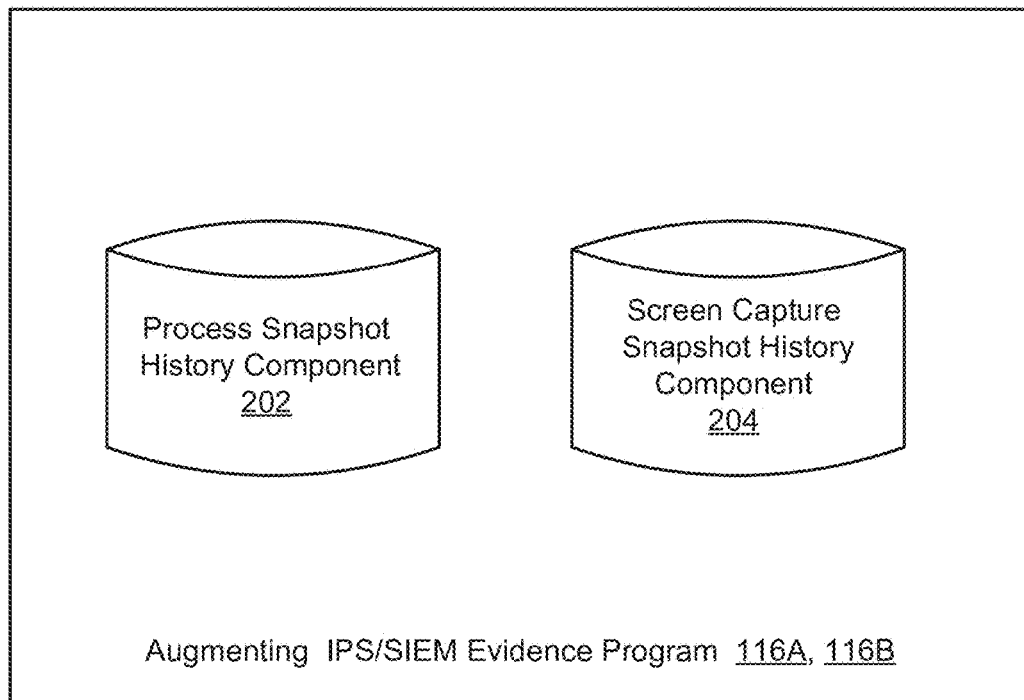 Process Snapshot
History Component
202
Screen Capture
Snapshot History
Component
204
Augmenting IPS/SIEM Evidence Program 116A, 116B